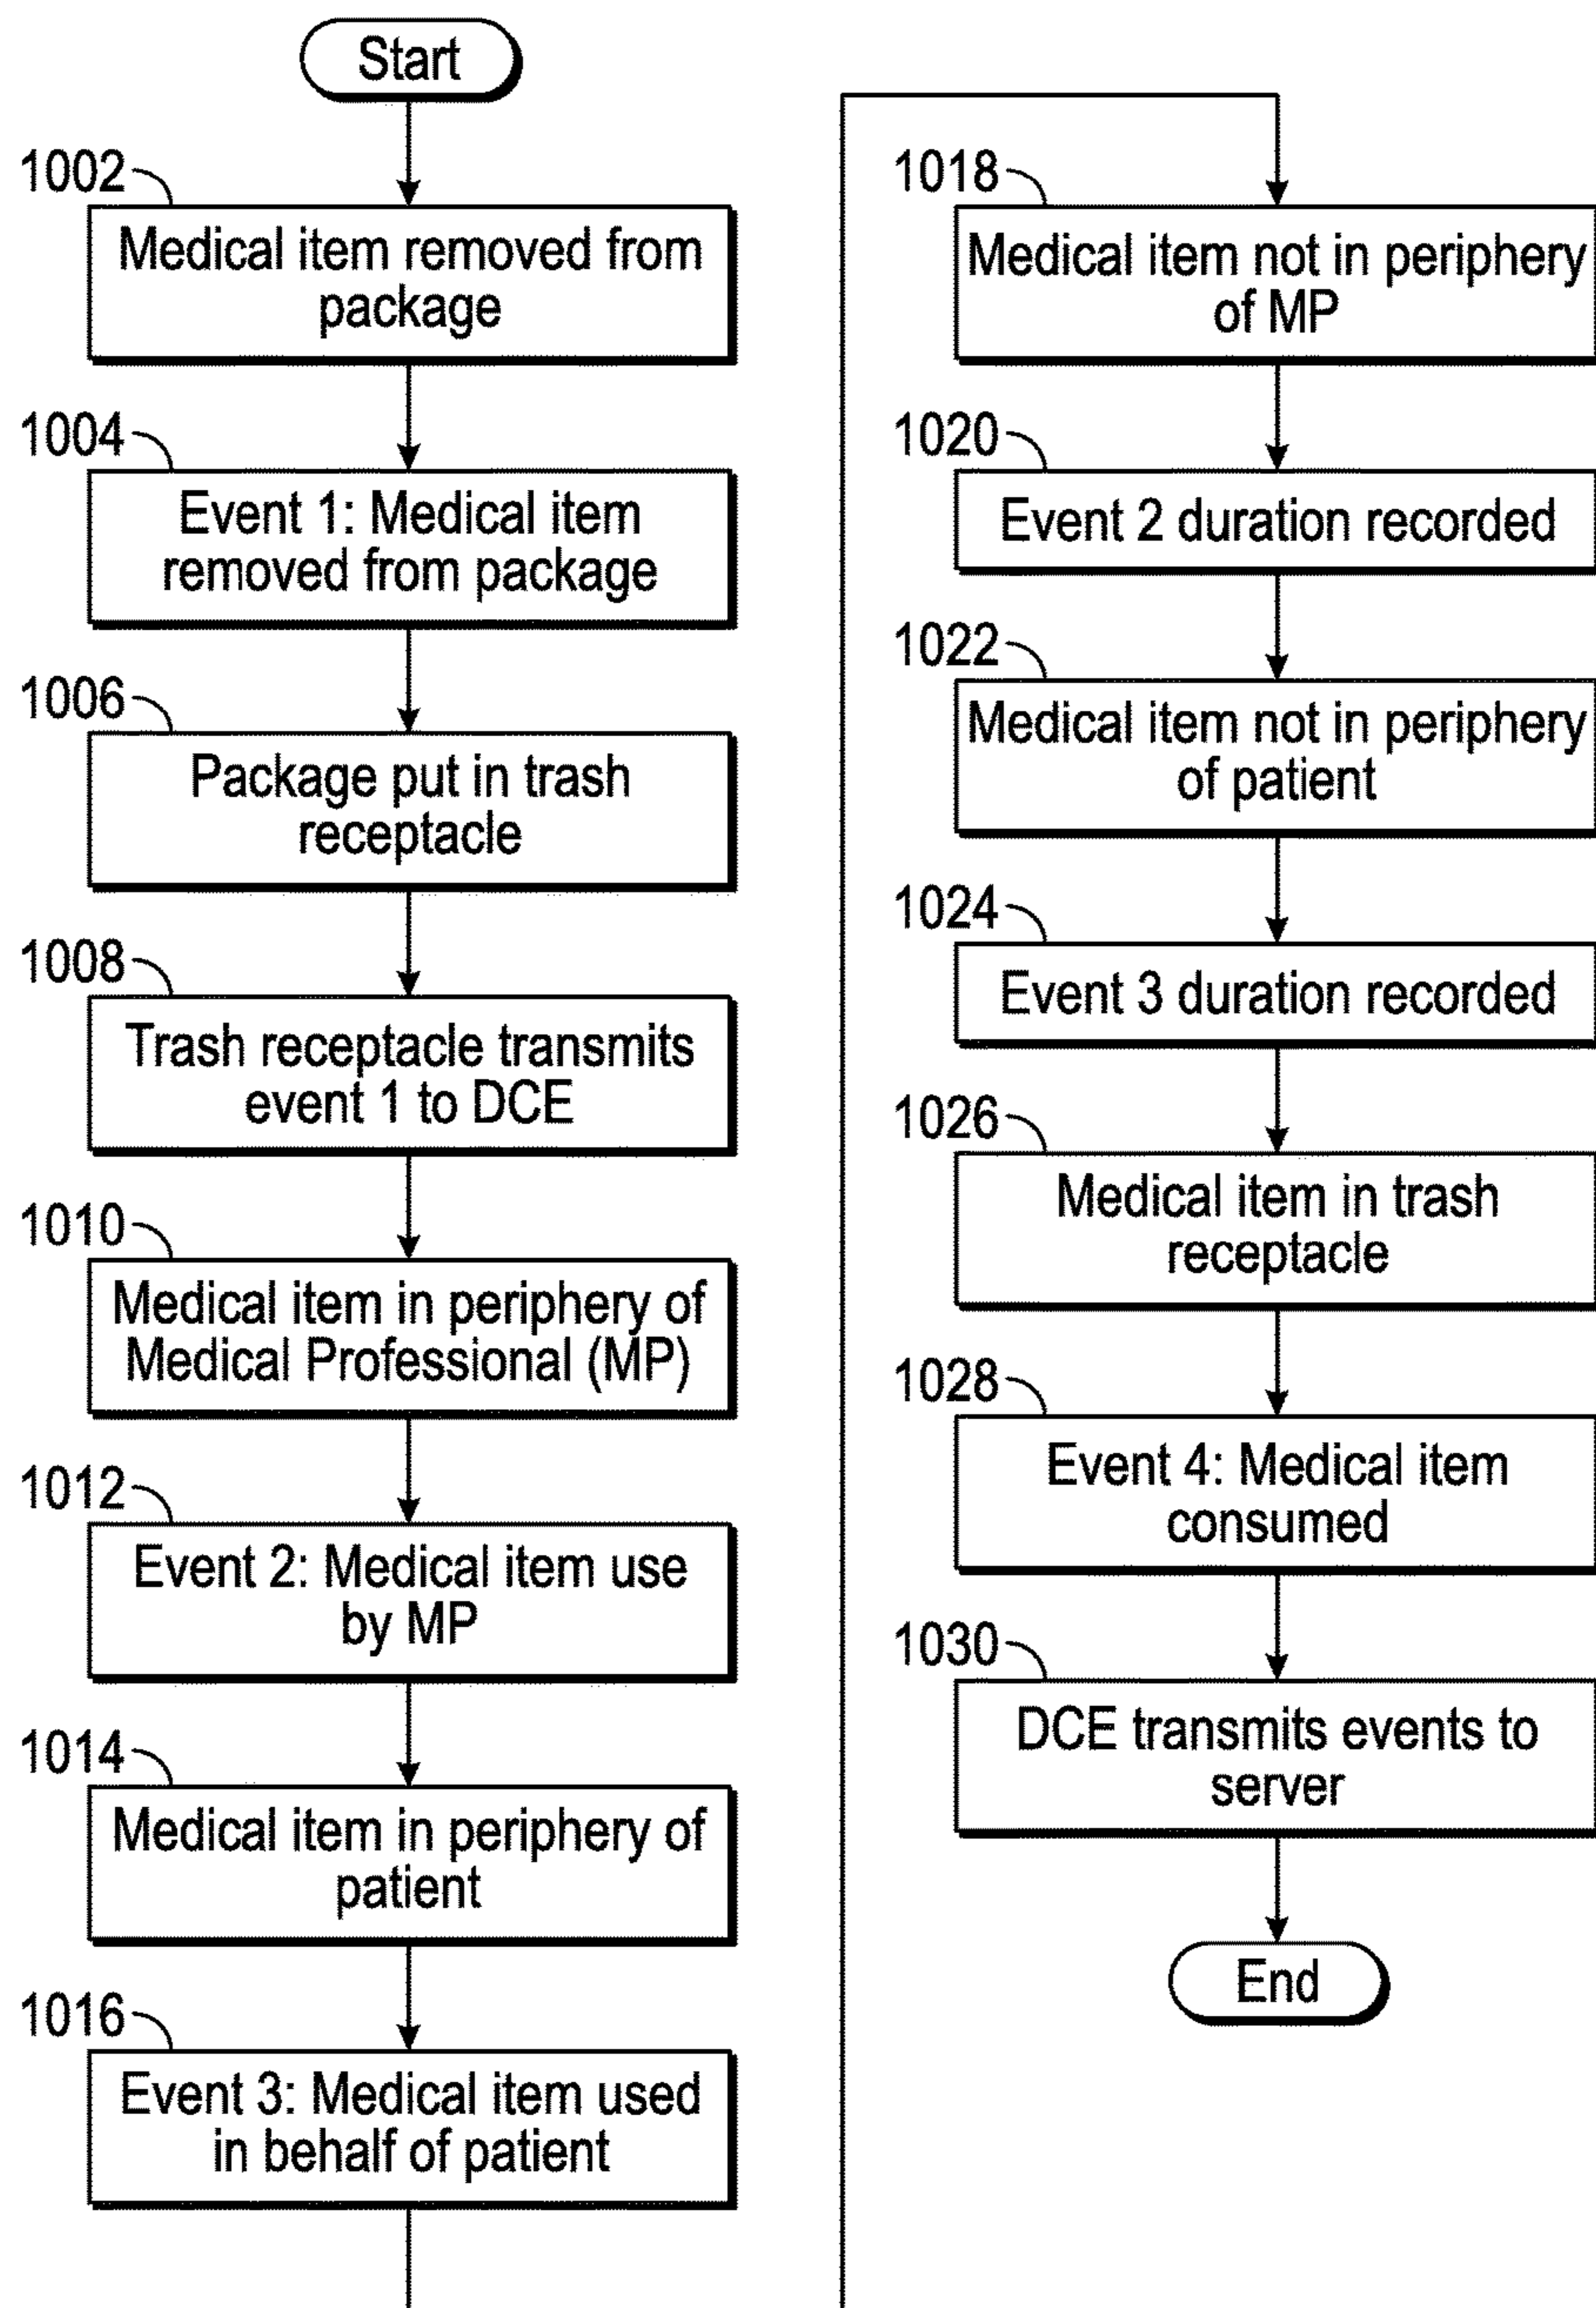 Start
1002
Medical item removed from
package
1004
Event 1: Medical item
removed from package
1006
Package put in trash
receptacle
1008
Trash receptacle transmits
event 1 to DCE
1010
Medical item in periphery of
Medical Professional (MP)
1012
Event 2: Medical item use
by MP
1014
Medical item in periphery of
patient
1016
Event 3: Medical item used
in behalf of patient
1018
Medical item not in periphery
of MP
1020
Event 2 duration recorded
1022
Medical item not in periphery
of patient
1024
Event 3 duration recorded
1026
Medical item in trash
receptacle
1028
Event 4: Medical item
consumed
1030
DCE transmits events to
server
End